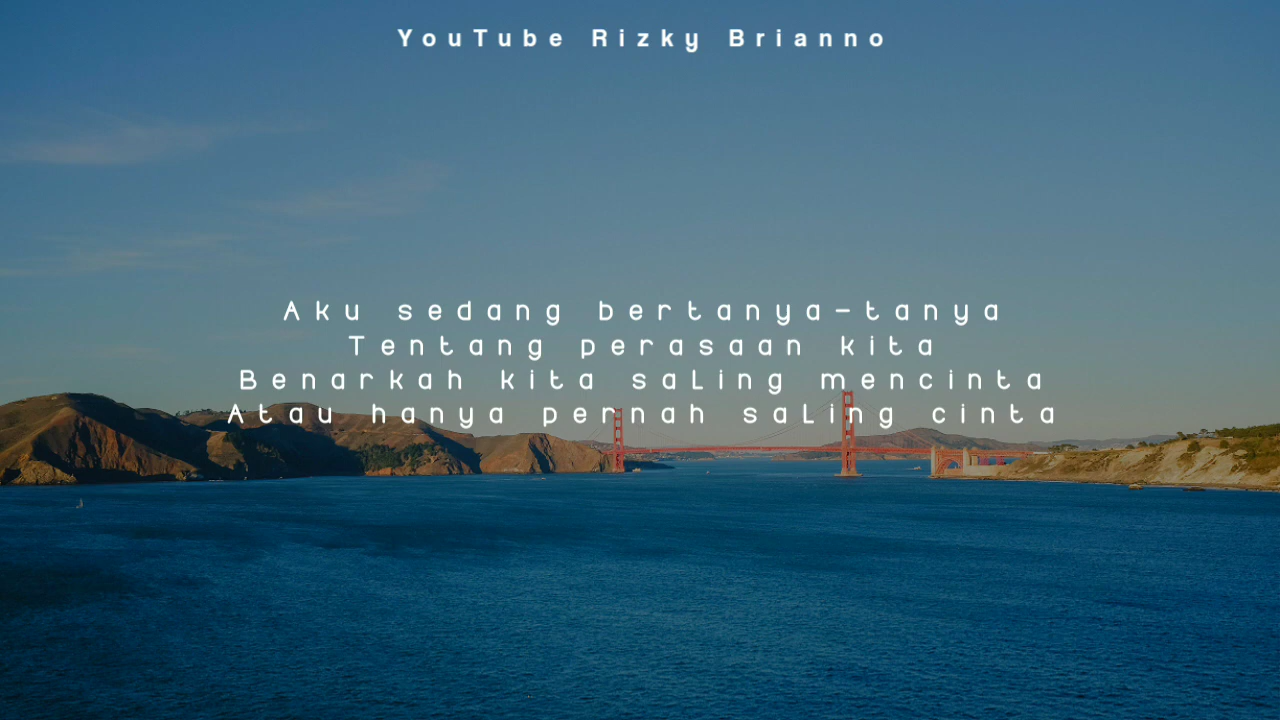 YouTube Rizky Brianno
Aku sedang bertanya-tanya
Tentang perasaan kita
Benarkah kita saling mencinta
Atau hanya pernah saling cinta